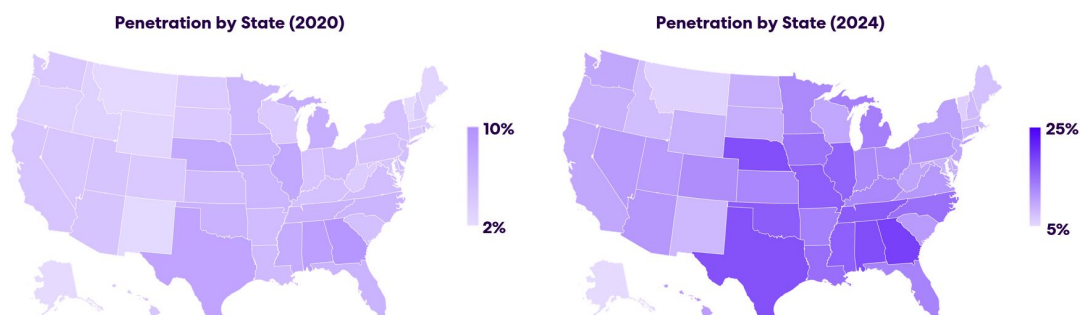 Penetration by State (2020)
10%
2%
Penetration by State (2024)
25%
5%